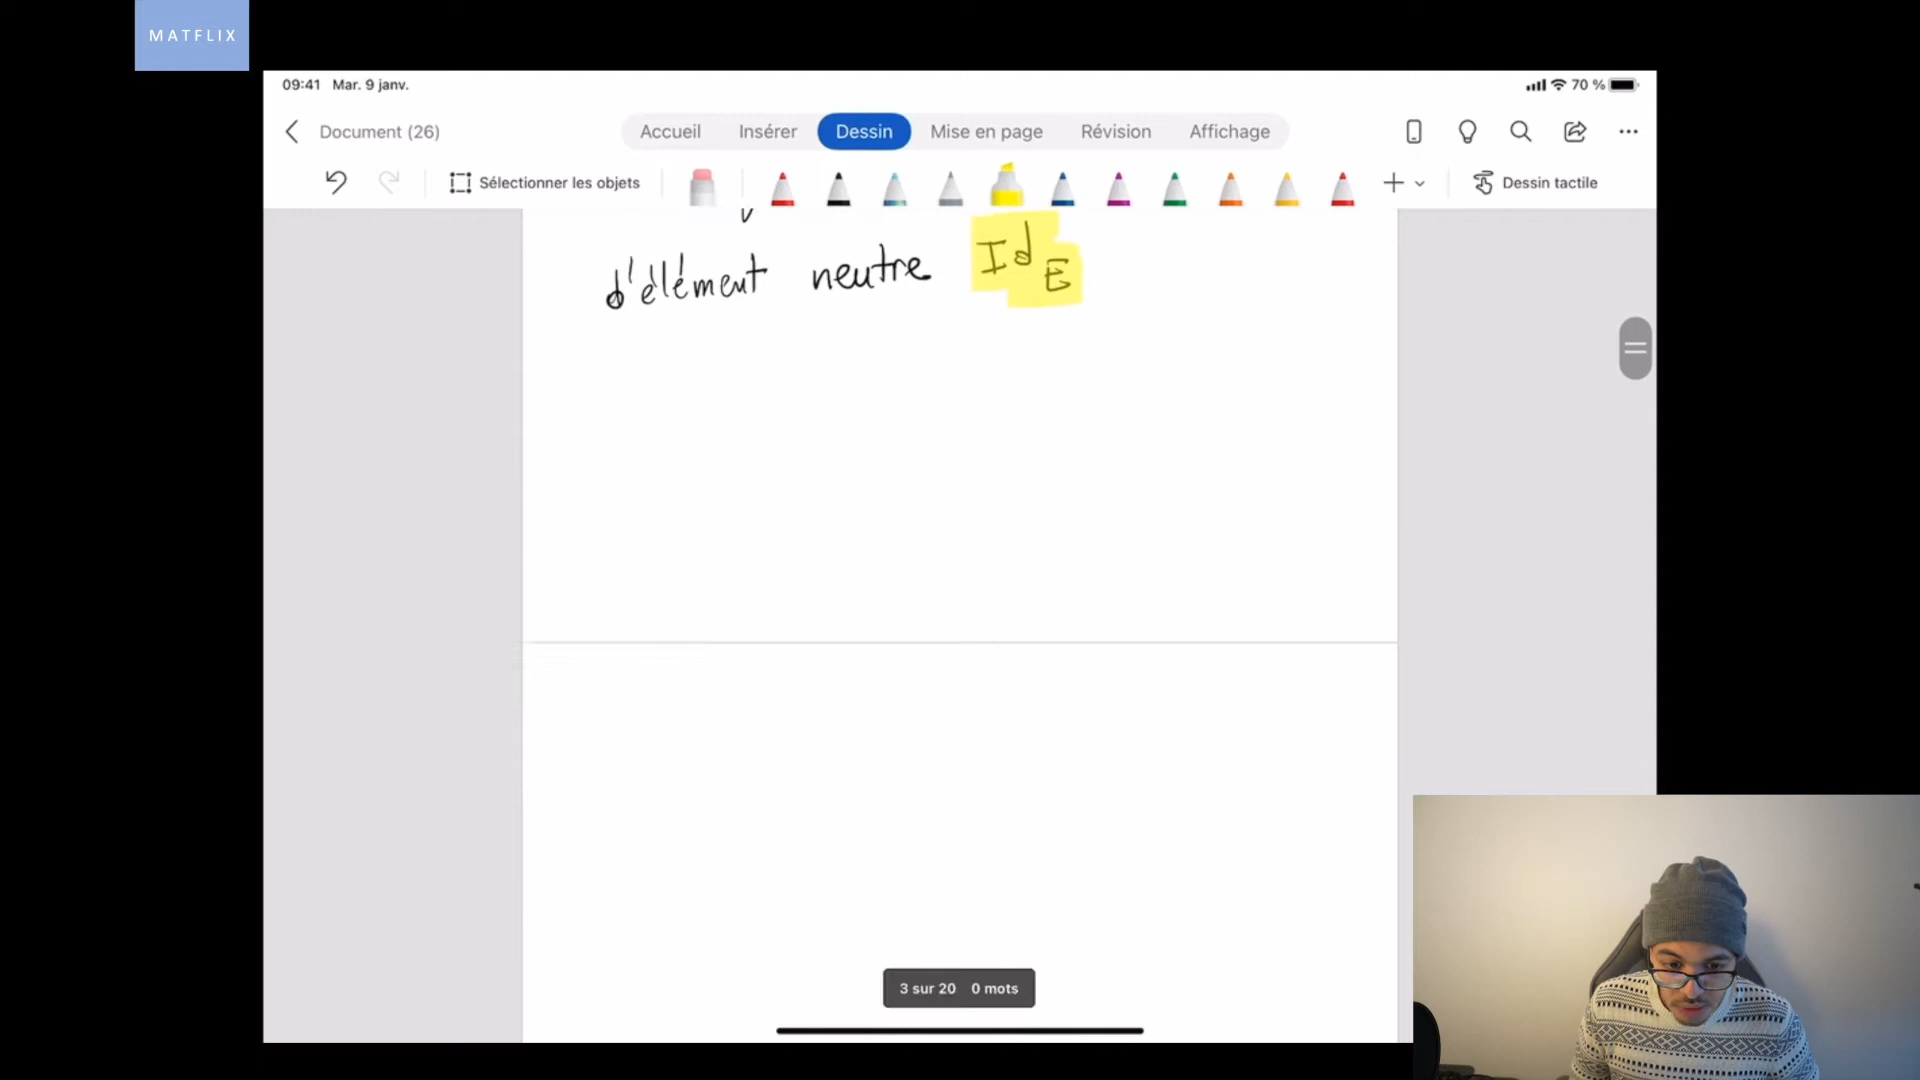 MATFLIX
09:41 Mar. 9 janv.
70 %
Document (26)
Accueil Insérer Dessin Mise en page Révision Affichage
Sélectionner les objets
Dessin tactile
d'élément neutre Id_E
3 sur 20 0 mots